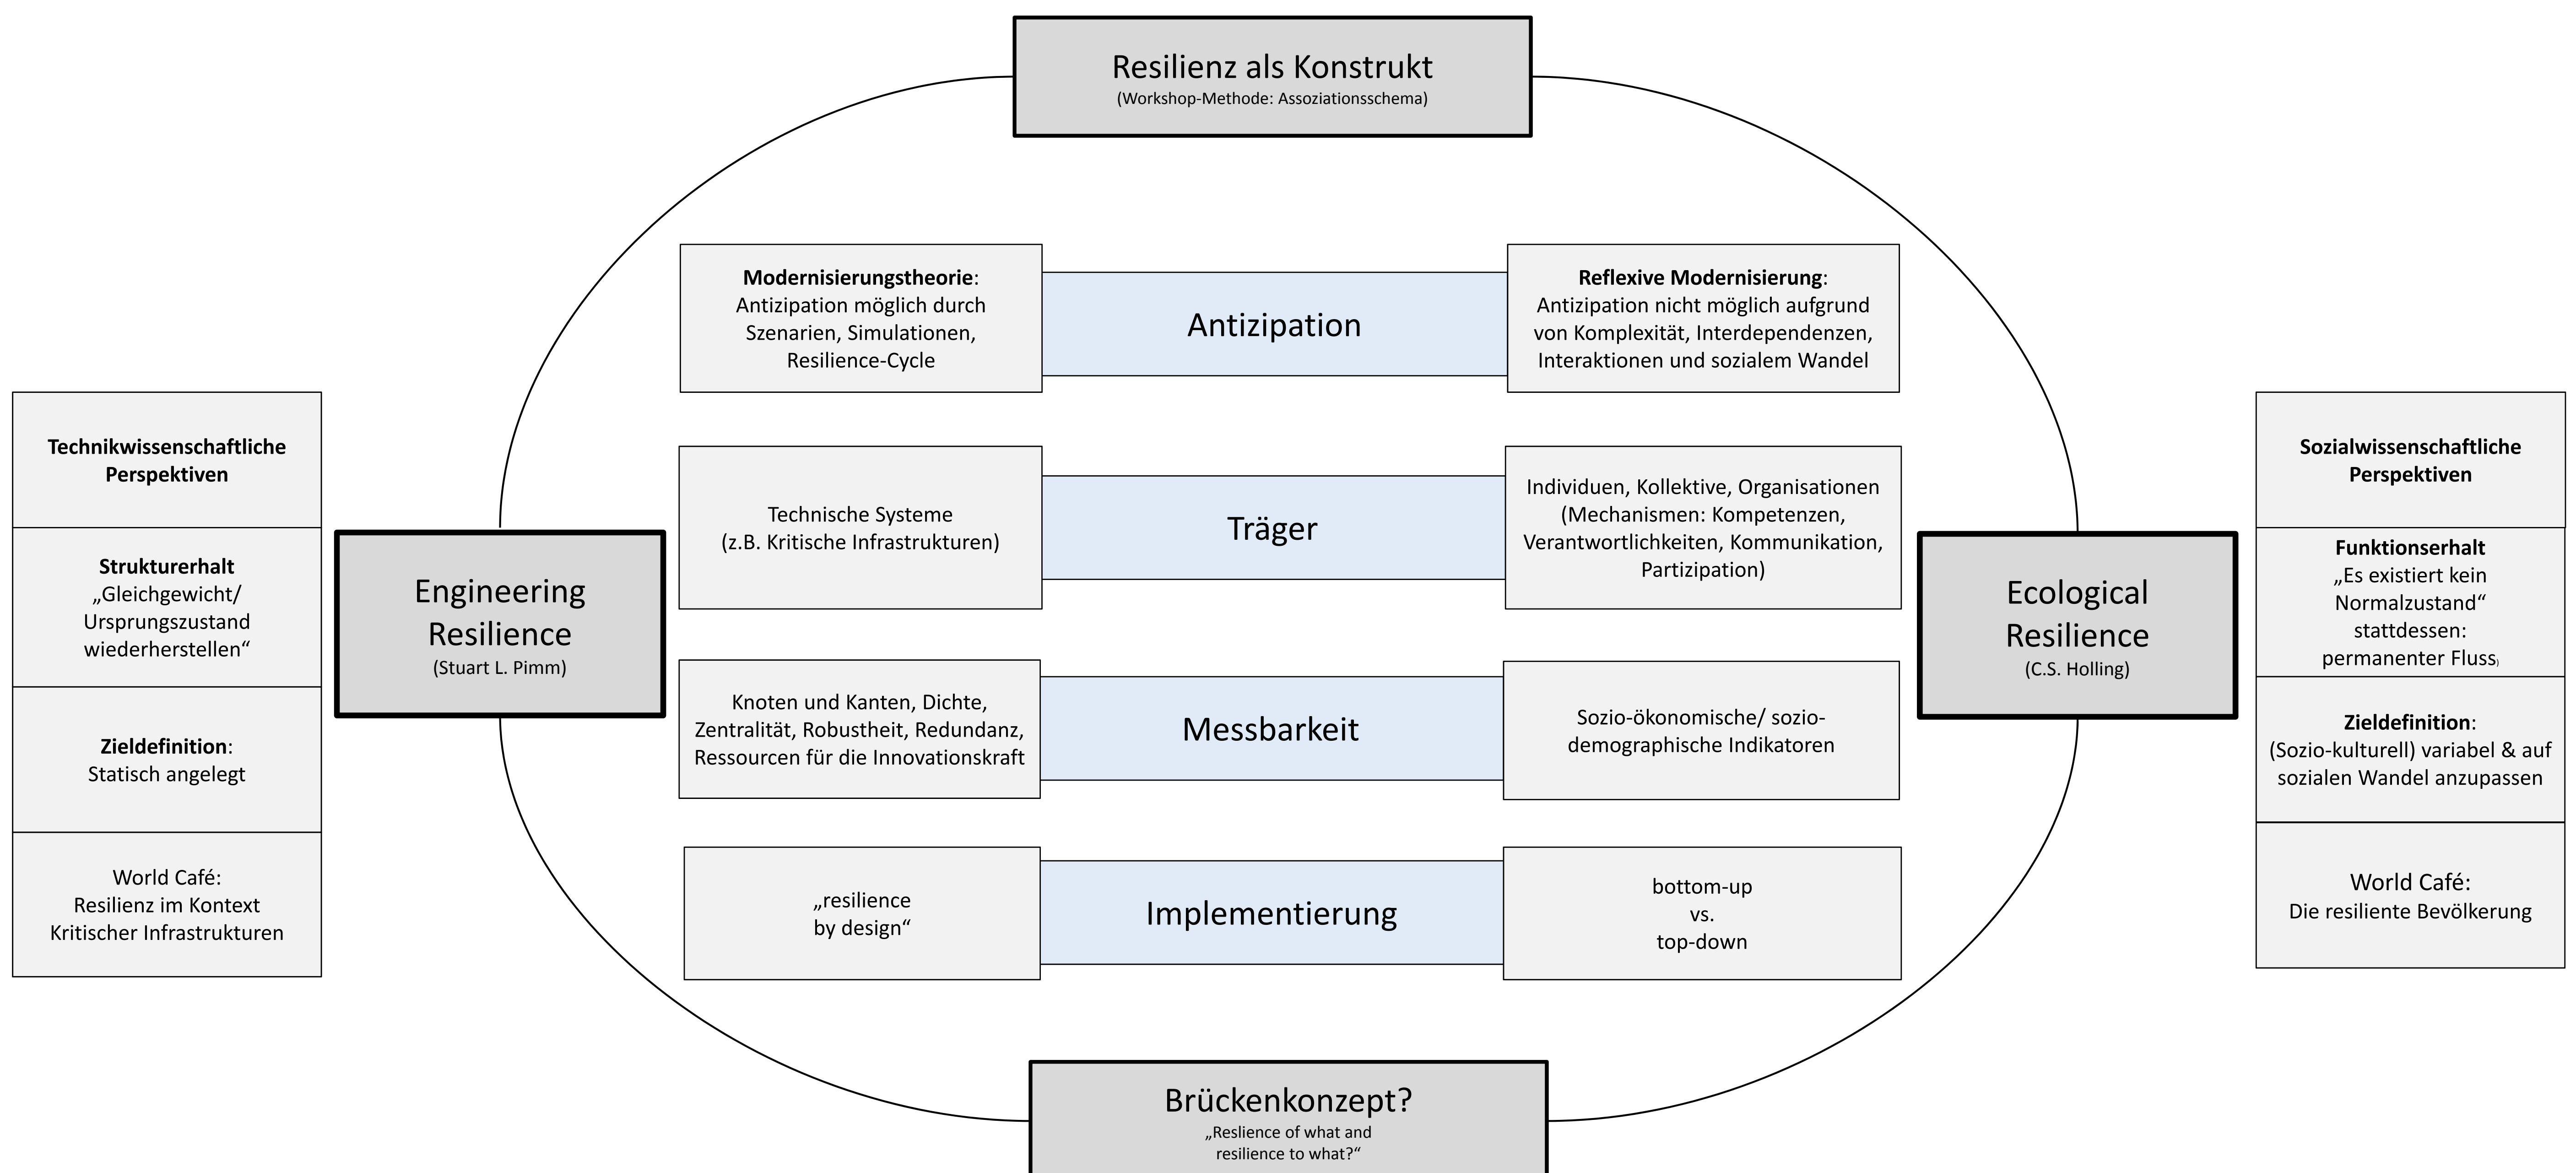 Resilienz als Konstrukt
(Workshop-Methode: Assoziationsschema)
Modernisierungstheorie:
Antizipation möglich durch
Szenarien, Simulationen,
Resilience-Cycle
Antizipation
Reflexive Modernisierung:
Antizipation nicht möglich aufgrund
von Komplexität, Interdependenzen,
Interaktionen und sozialem Wandel
Technikwissenschaftliche
Perspektiven
Strukturerhalt
„Gleichgewicht/
Ursprungszustand
wiederherstellen“
Zieldefinition:
Statisch angelegt
World Café:
Resilienz im Kontext
Kritischer Infrastrukturen
Engineering
Resilience
(Stuart L. Pimm)
Technische Systeme
(z.B. Kritische Infrastrukturen)
Träger
Individuen, Kollektive, Organisationen
(Mechanismen: Kompetenzen,
Verantwortlichkeiten, Kommunikation,
Partizipation)
Knoten und Kanten, Dichte,
Zentralität, Robustheit, Redundanz,
Ressourcen für die Innovationskraft
Messbarkeit
Sozio-ökonomische/ sozio-
demographische Indikatoren
„resilience
by design“
Implementierung
bottom-up
vs.
top-down
Ecological
Resilience
(C.S. Holling)
Sozialwissenschaftliche
Perspektiven
Funktionserhalt
„Es existiert kein
Normalzustand“
stattdessen:
permanenter Fluss)
Zieldefinition:
(Sozio-kulturell) variabel & auf
sozialen Wandel anzupassen
World Café:
Die resiliente Bevölkerung
Brückenkonzept?
„Reslience of what and
resilience to what?“